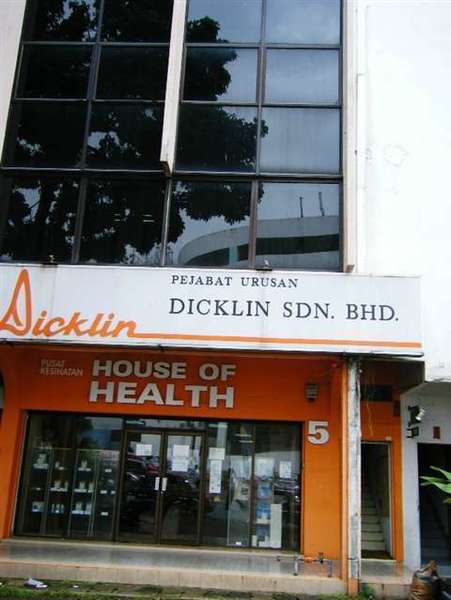 PEJABAT URUSAN
Dicklin
DICKLIN SDN. BHD.
PUSAT
KESIHATAN
HOUSE OF
HEALTH
5